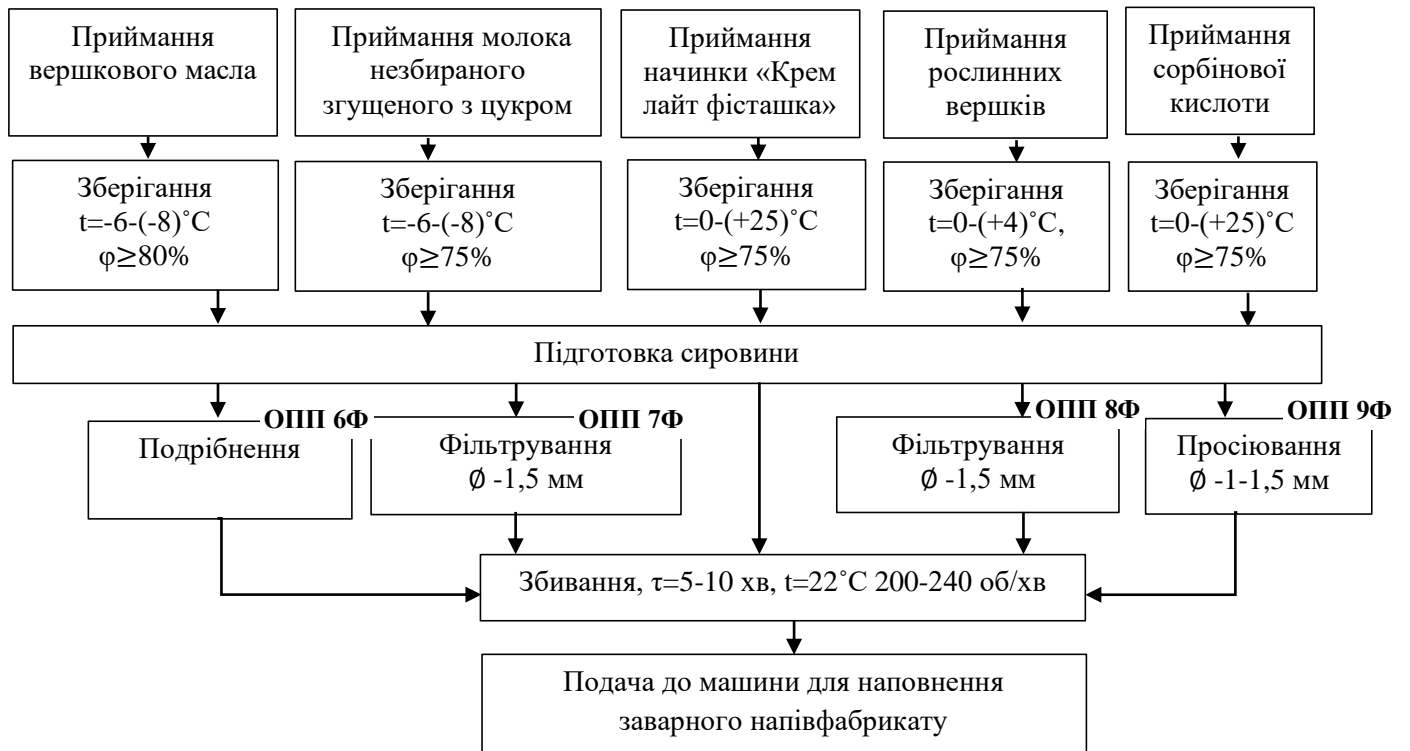 Приймання
вершкового масла
Приймання молока
незбираного
згущеного з цукром
Приймання
начинки «Крем
лайт фісташка»
Приймання
рослинних
вершків
Приймання
сорбінової
кислоти
Зберігання
t=-6-(-8)˚С
φ≥80%
Зберігання
t=-6-(-8)˚С
φ≥75%
Зберігання
t=0-(+25)˚С
φ≥75%
Зберігання
t=0-(+4)˚С,
φ≥75%
Зберігання
t=0-(+25)˚С
φ≥75%
Підготовка сировини
ОПП 6Ф
Подрібнення
ОПП 7Ф
Фільтрування
Ø -1,5 мм
ОПП 8Ф
Фільтрування
Ø -1,5 мм
ОПП 9Ф
Просіювання
Ø -1-1,5 мм
Збивання, τ=5-10 хв, t=22˚С 200-240 об/хв
Подача до машини для наповнення
заварного напівфабрикату